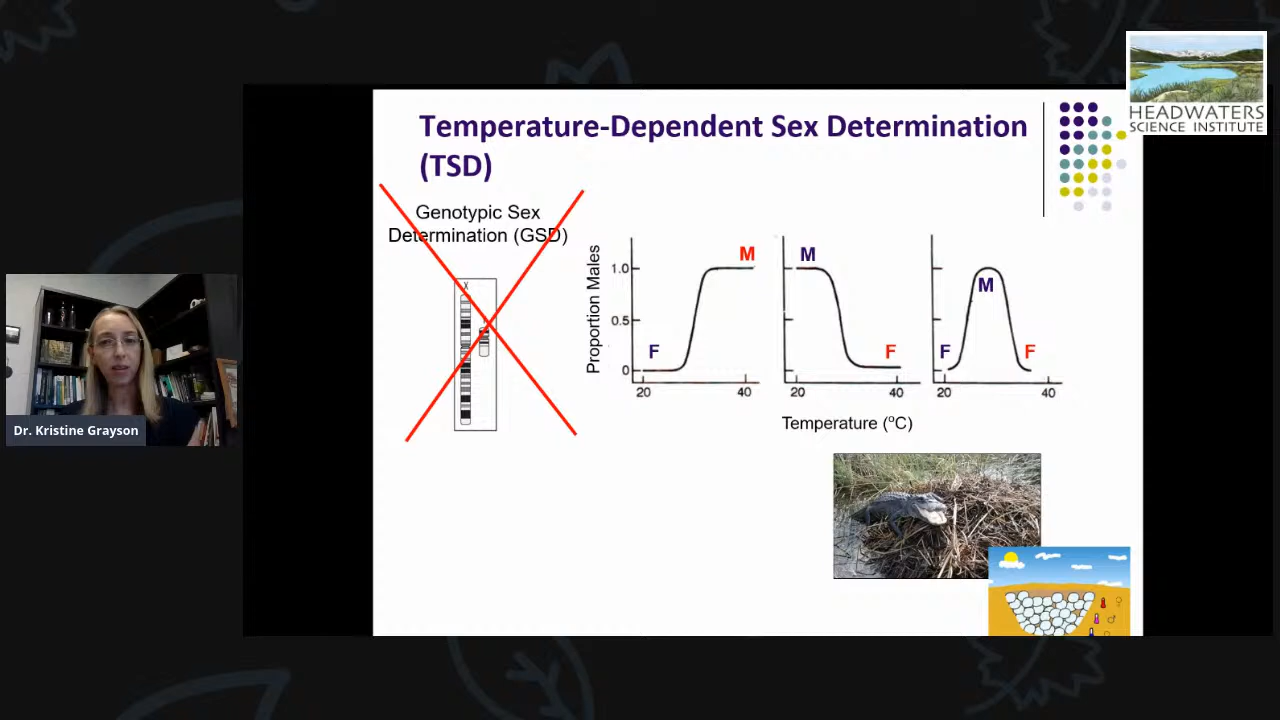 HEADWATERS
SCIENCE INSTITUTE
Temperature-Dependent Sex Determination
(TSD)
Genotypic Sex
Determination (GSD)
X
Proportion Males
1.0
0.5
0
F
M
20
40
M
F
20
40
F
M
F
20
40
Temperature (°C)
Dr. Kristine Grayson